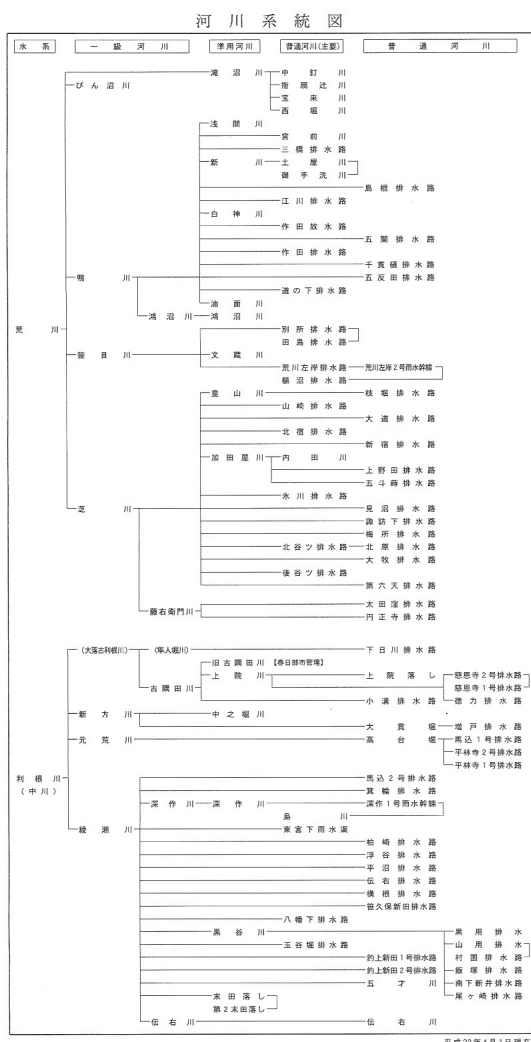 河川系統図
水系 一級河川 準用河川 普通河川(主要) 普通河川
滝沼川 中釘川
びん沼川 指扇辻川
宝来川
西堀川
浅間川
宮前川
三橋排水路
新川 土屋川
御手洗川
島根排水路
江川排水路
白神川
作田放水路
五関排水路
作田排水路
千貫樋排水路
鴨川 五反田排水路
道の下排水路
油面川
鴻沼川 鴻沼川
荒川 別所排水路
田島排水路
笹目川 文蔵川
荒川左岸排水路 荒川左岸2号雨水幹線
鵜沼排水路
皇山川 枝堀排水路
山崎排水路
大道排水路
北宿排水路
新宿排水路
加田屋川 内田川
上野田排水路
五斗蒔排水路
氷川排水路
芝川 見沼排水路
諏訪下排水路
梅所排水路
北谷ツ排水路 北原排水路
大牧排水路
後谷ツ排水路
第六天排水路
藤右衛門川 太田窪排水路
円正寺排水路
(大落古利根川) (隼人堀川) 下日川排水路
旧古隅田川【春日部市管理】
上院川 上院落し 慈恩寺2号排水路
古隅田川 慈恩寺1号排水路
小溝排水路 徳力排水路
新方川 中之堀川
大貫堀 増戸排水路
元荒川 高台堀 馬込1号排水路
平林寺2号排水路
平林寺1号排水路
利根川 馬込2号排水路
(中川) 箕輪排水路
深作川 深作川 深作1号雨水幹線
島川
綾瀬川 東宮下雨水渠
柏崎排水路
浮谷排水路
平沼排水路
伝右排水路
横根排水路
笹久保新田排水路
八幡下排水路
黒谷川 黒用排水
玉谷堀排水路 山用排水
釣上新田1号排水路 村国排水路
釣上新田2号排水路 飯塚排水路
五才川 南下新井排水路
末田落し 尾ヶ崎排水路
第2末田落し
伝右川 伝右川
平成23年4月1日現在